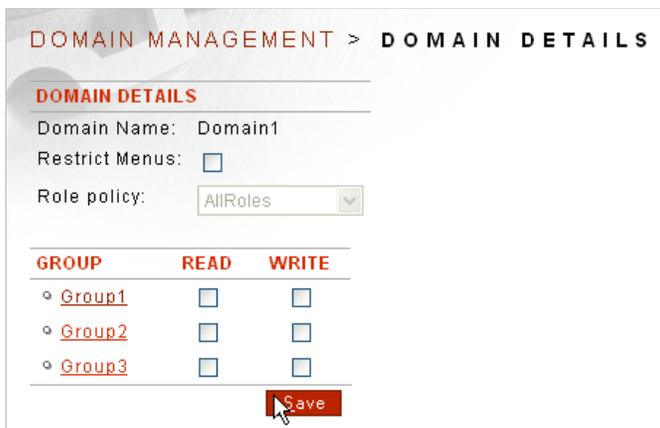 DOMAIN MANAGEMENT > DOMAIN DETAILS
DOMAIN DETAILS
Domain Name: Domain1
Restrict Menus:
Role policy: AllRoles
GROUP READ WRITE
Group1
Group2
Group3
Save